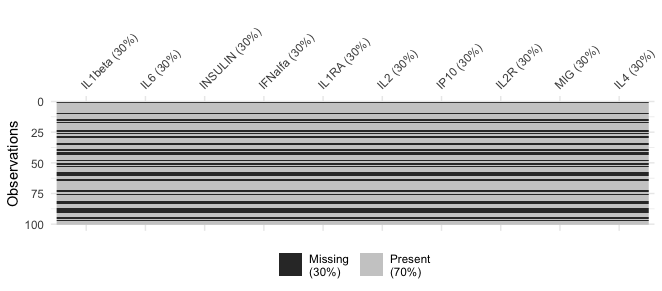 IL1beta (30%)
IL6 (30%)
INSULIN (30%)
IFNalfa (30%)
IL1RA (30%)
IL2 (30%)
IP10 (30%)
IL2R (30%)
MIG (30%)
IL4 (30%)
Observations
0
25
50
75
100
Missing
(30%)
Present
(70%)